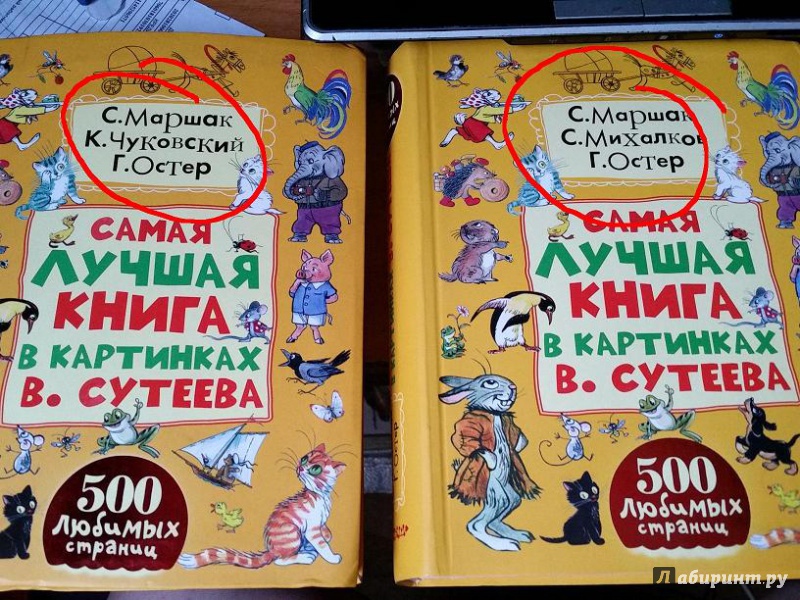 С. Маршак
К. Чуковский
Г. Остер
САМАЯ
ЛУЧШАЯ
КНИГА
В КАРТИНКАХ
В. СУТЕЕВА
500
любимых
страниц
С. Маршак
С. Михалков
Г. Остер
САМАЯ
ЛУЧШАЯ
КНИГА
В КАРТИНКАХ
В. СУТЕЕВА
500
любимых
страниц
Лабиринт.ру